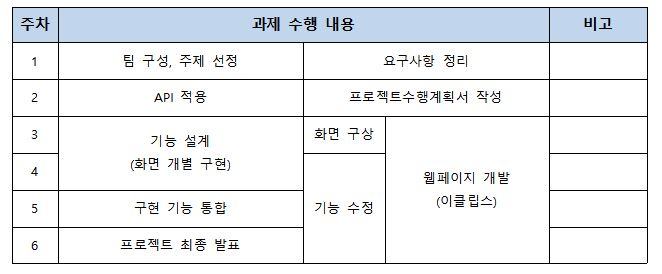 주차 과제 수행 내용 비고
1 팀 구성, 주제 선정 요구사항 정리
2 API 적용 프로젝트수행계획서 작성
3 기능 설계 화면 구상
(화면 개별 구현)
4
웹페이지 개발
(이클립스)
5 구현 기능 통합 기능 수정
6 프로젝트 최종 발표